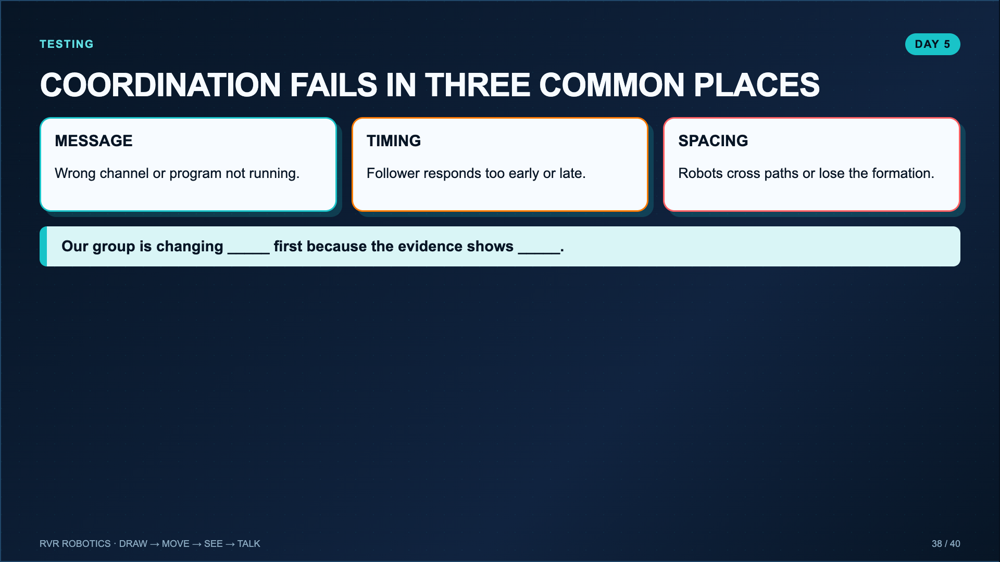 TESTING
DAY 5
COORDINATION FAILS IN THREE COMMON PLACES
MESSAGE
Wrong channel or program not running.
TIMING
Follower responds too early or late.
SPACING
Robots cross paths or lose the formation.
Our group is changing _____ first because the evidence shows _____.
RVR ROBOTICS · DRAW → MOVE → SEE → TALK
38 / 40